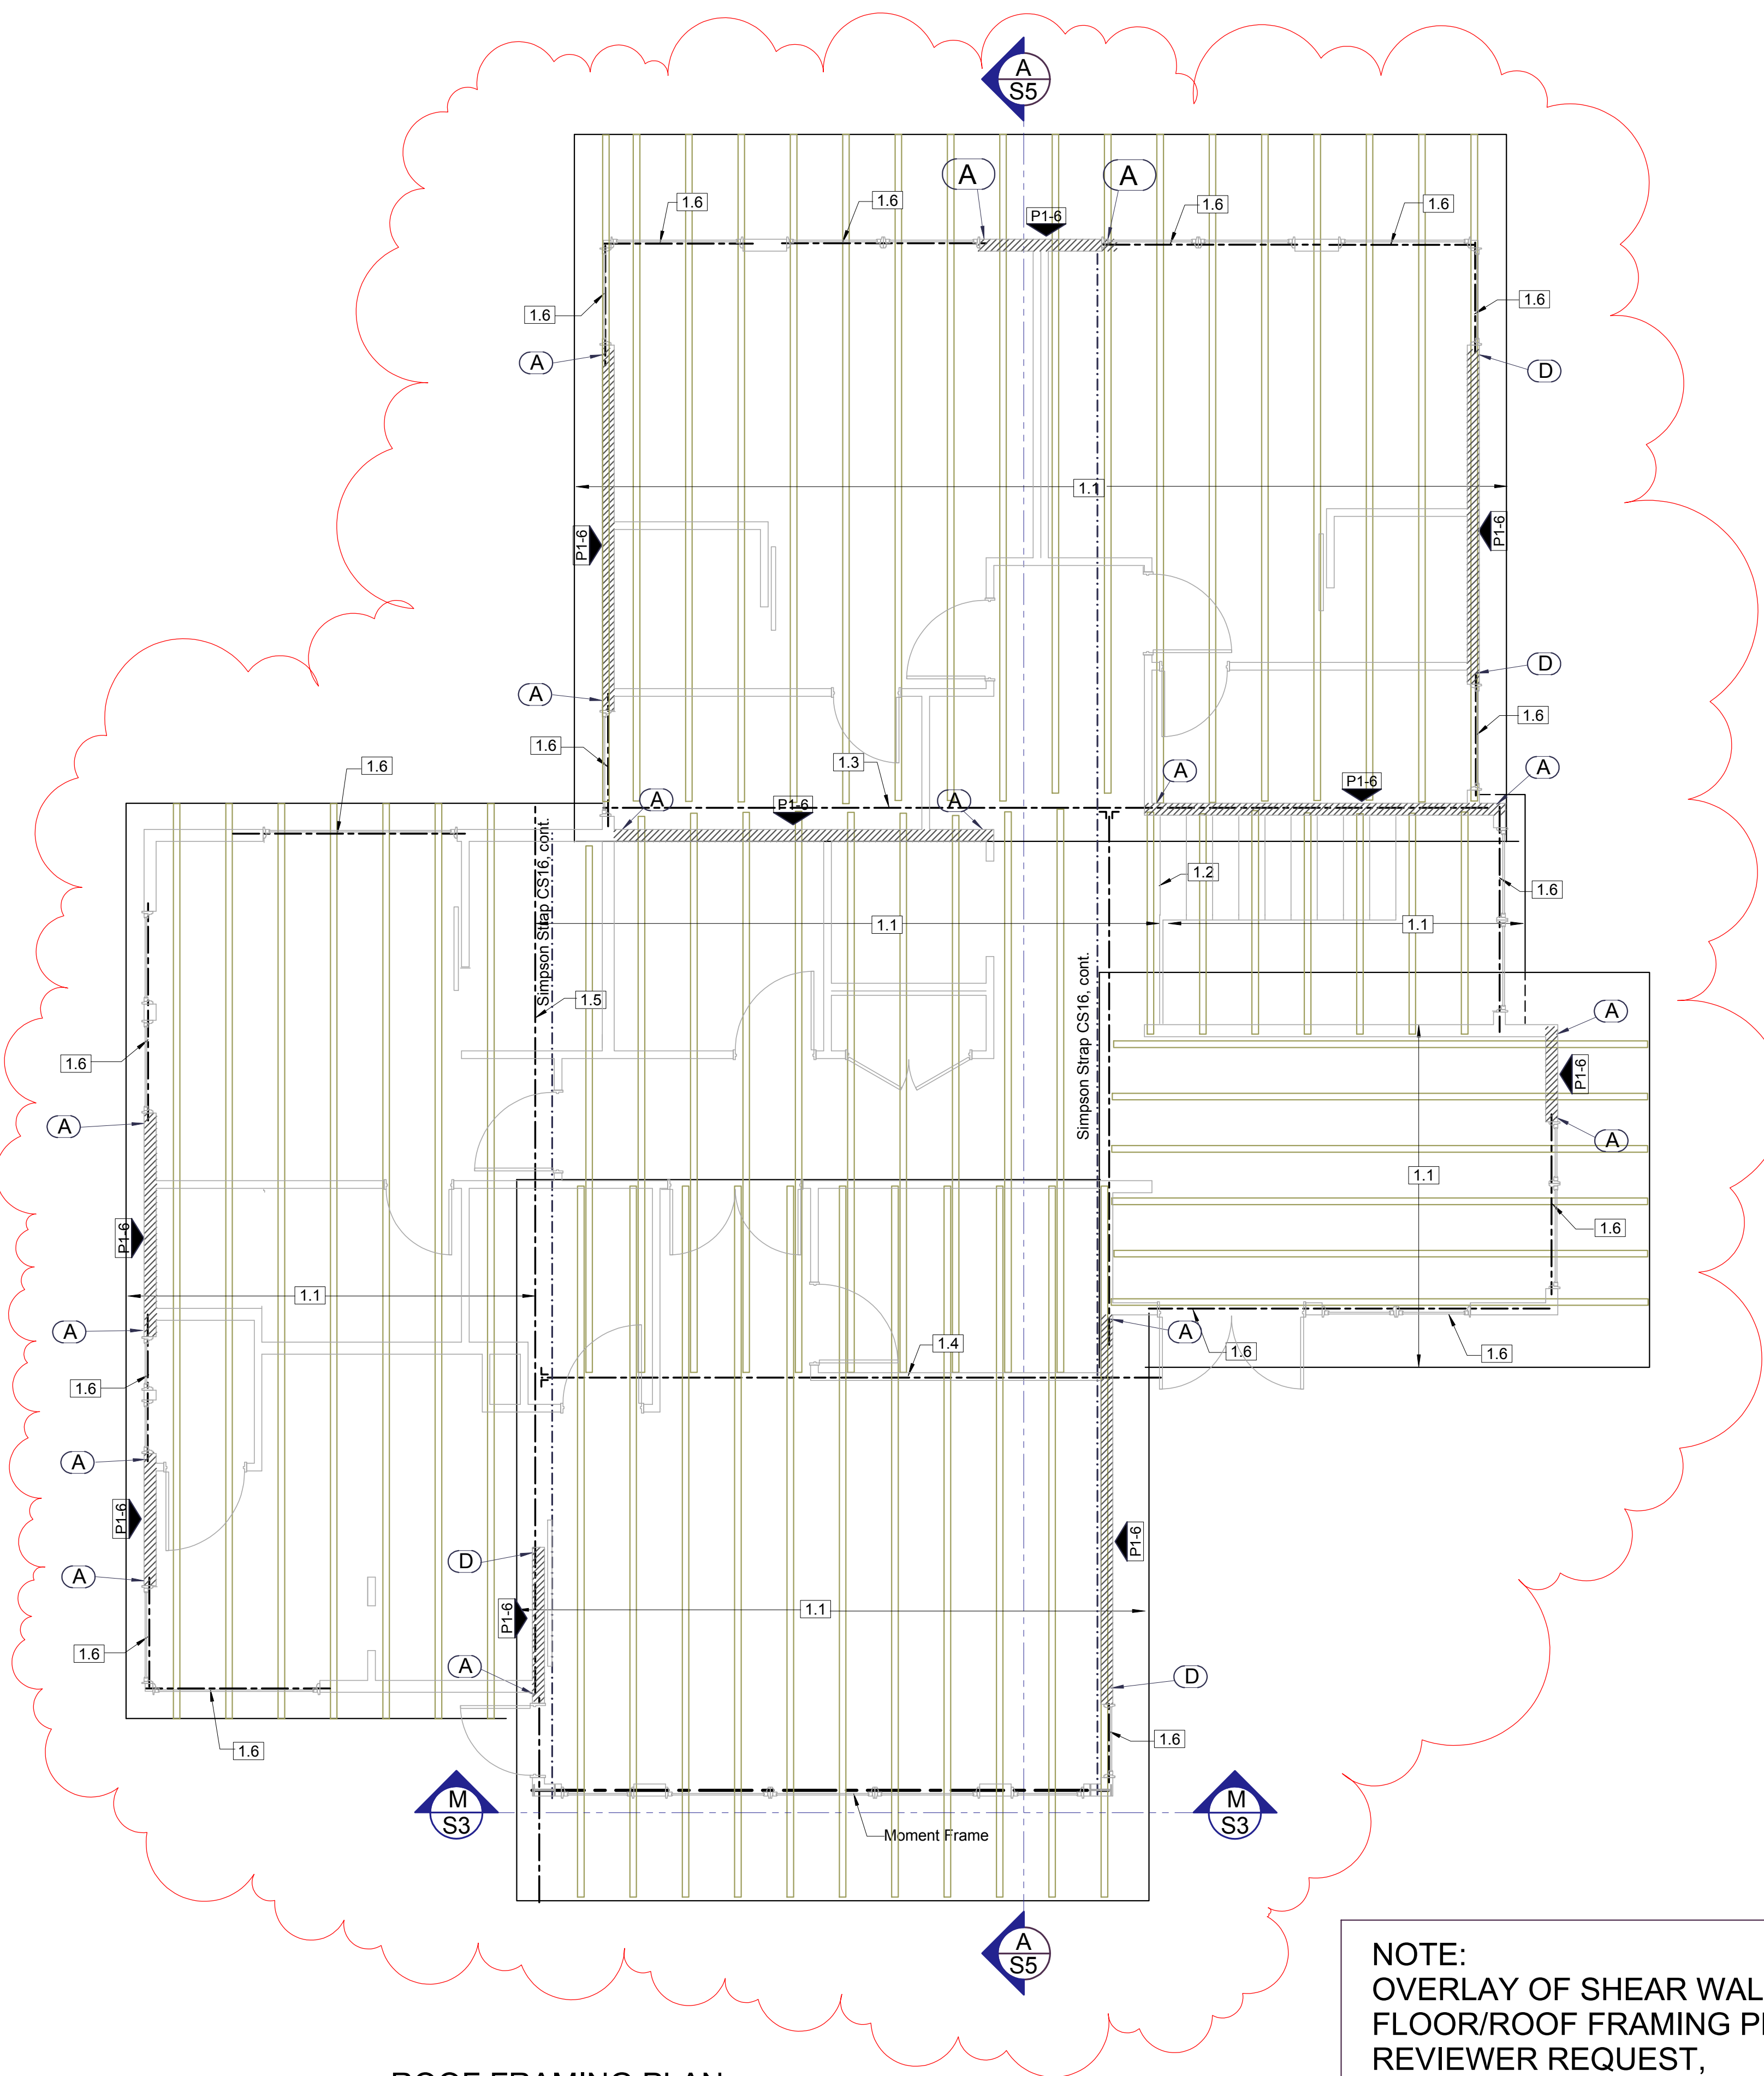 A
S5
A
A
1.6
1.6
P1-6
1.6
1.6
1.6
1.6
A
D
1.1
P1-6
P1-6
A
D
1.6
1.6
1.3
1.6
A
P1-6
A
A
P1-6
A
Simpson Strap CS16, cont.
1.2
1.6
1.1
1.1
Simpson Strap CS16, cont.
1.5
A
1.6
P1-6
A
A
1.1
P1-6
1.6
1.1
A
A
1.4
1.6
1.6
1.6
A
P1-6
P1-6
D
A
P1-6
1.1
1.6
A
D
1.6
1.6
M
S3
M
S3
Moment Frame
A
S5
NOTE:
OVERLAY OF SHEAR WAL
FLOOR/ROOF FRAMING
REVIEWER REQUEST,
ROOF FRAMING PLAN